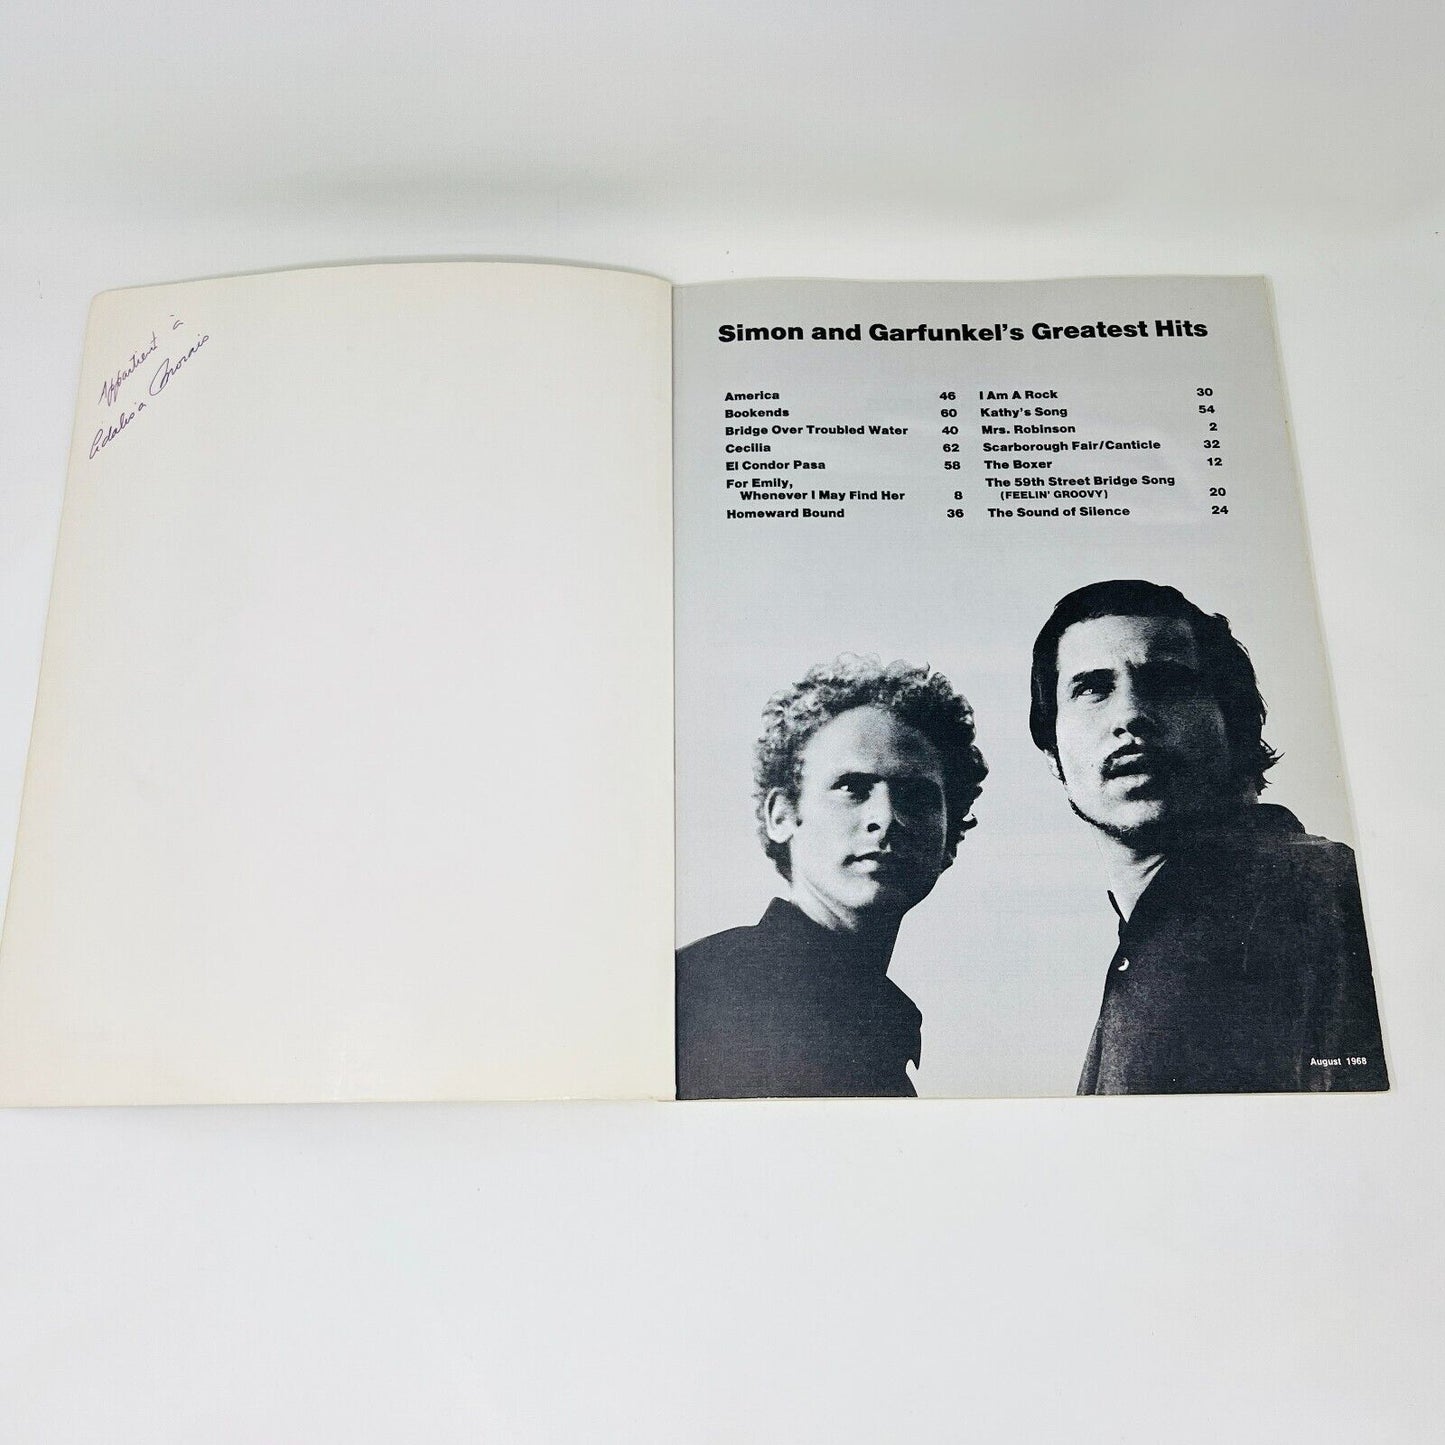 Appartient à
Simon and Garfunkel's Greatest Hits
America 46
Bookends 60
Bridge Over Troubled Water 40
Cecilia 62
El Condor Pasa 58
For Emily,
Whenever I May Find Her 8
Homeward Bound 36
I Am A Rock 30
Kathy's Song 54
Mrs. Robinson 2
Scarborough Fair/Canticle 32
The Boxer 12
The 59th Street Bridge Song
(FEELIN' GROOVY) 20
The Sound of Silence 24
August 1968